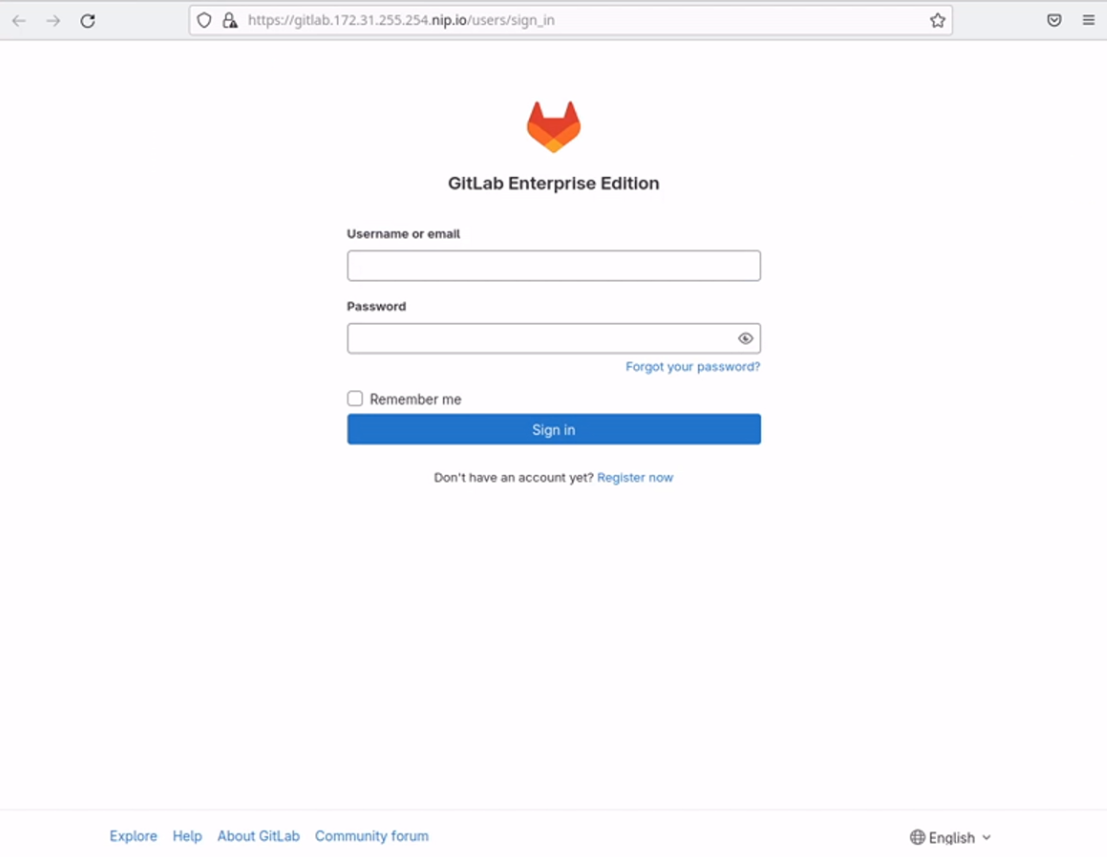 https://gitlab.172.31.255.254.nip.io/users/sign_in
GitLab Enterprise Edition
Username or email
Password
Forgot your password?
Remember me
Sign in
Don't have an account yet? Register now
Explore Help About GitLab Community forum English